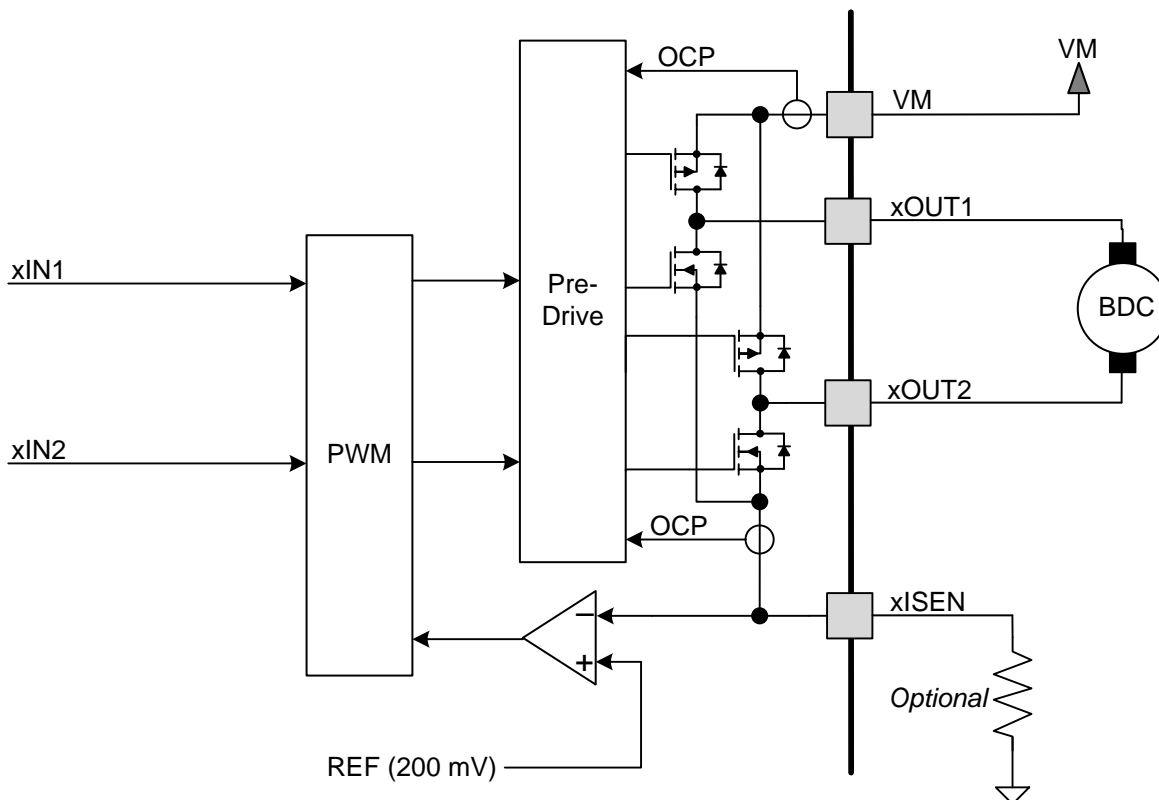 OCP
VM
VM
xOUT1
xIN1
Pre-
Drive
BDC
xOUT2
xIN2
PWM
OCP
xISEN
Optional
REF (200 mV)